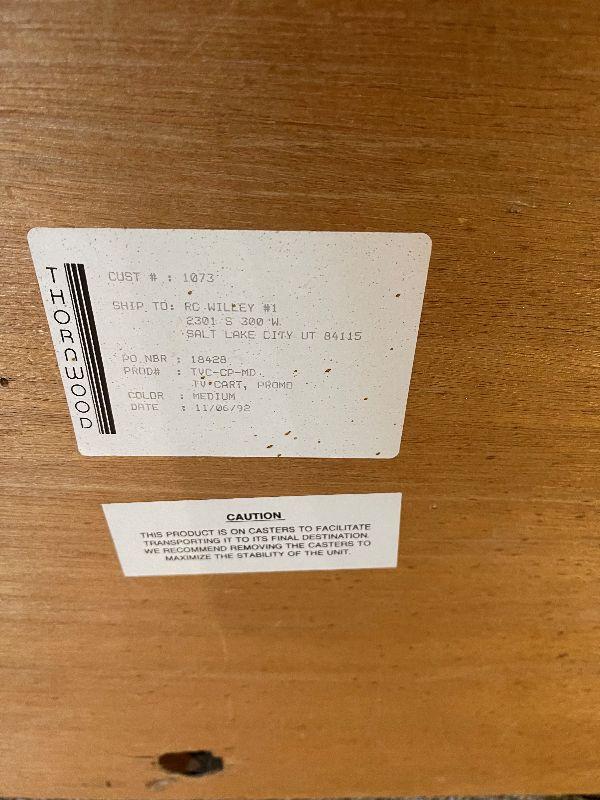 THORNWOOD
CUST # : 1073
SHIP TO: RC WILLEY #1
2301 S 300 W
SALT LAKE CITY UT 84115
PO NBR : 18428
PROD# : TVC-CP-MD
TV CART, PROMO
COLOR : MEDIUM
DATE : 11/06/92
CAUTION
THIS PRODUCT IS ON CASTERS TO FACILITATE
TRANSPORTING IT TO ITS FINAL DESTINATION.
WE RECOMMEND REMOVING THE CASTERS TO
MAXIMIZE THE STABILITY OF THE UNIT.